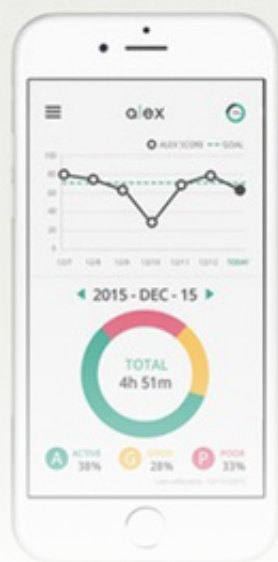 alex
ALEX SCORE GOAL
100
80
60
40
20
0
12/7 12/8 12/9 12/10 12/11 12/12 TODAY
2015 - DEC - 15
TOTAL
4h 51m
A ACTIVE 38%
G GOOD 28%
P POOR 33%